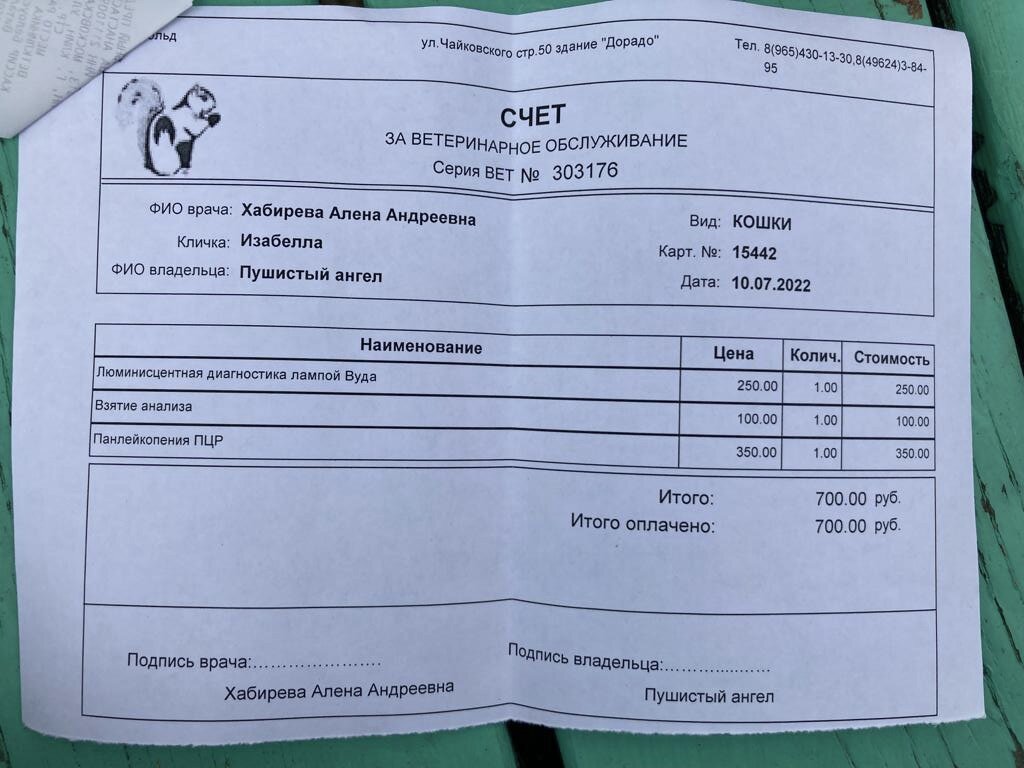 ул.Чайковского стр.50 здание "Дорадо"
Тел. 8(965)430-13-30,8(49624)3-84-
95
СЧЕТ
ЗА ВЕТЕРИНАРНОЕ ОБСЛУЖИВАНИЕ
Серия ВЕТ № 303176
ФИО врача: Хабирева Алена Андреевна
Вид: КОШКИ
Кличка: Изабелла
Карт. №: 15442
ФИО владельца: Пушистый ангел
Дата: 10.07.2022
Наименование Цена Колич. Стоимость
Люминисцентная диагностика лампой Вуда 250.00 1.00 250.00
Взятие анализа 100.00 1.00 100.00
Панлейкопения ПЦР 350.00 1.00 350.00
Итого: 700.00 руб.
Итого оплачено: 700.00 руб.
Подпись врача:......................
Подпись владельца:....................
Хабирева Алена Андреевна
Пушистый ангел